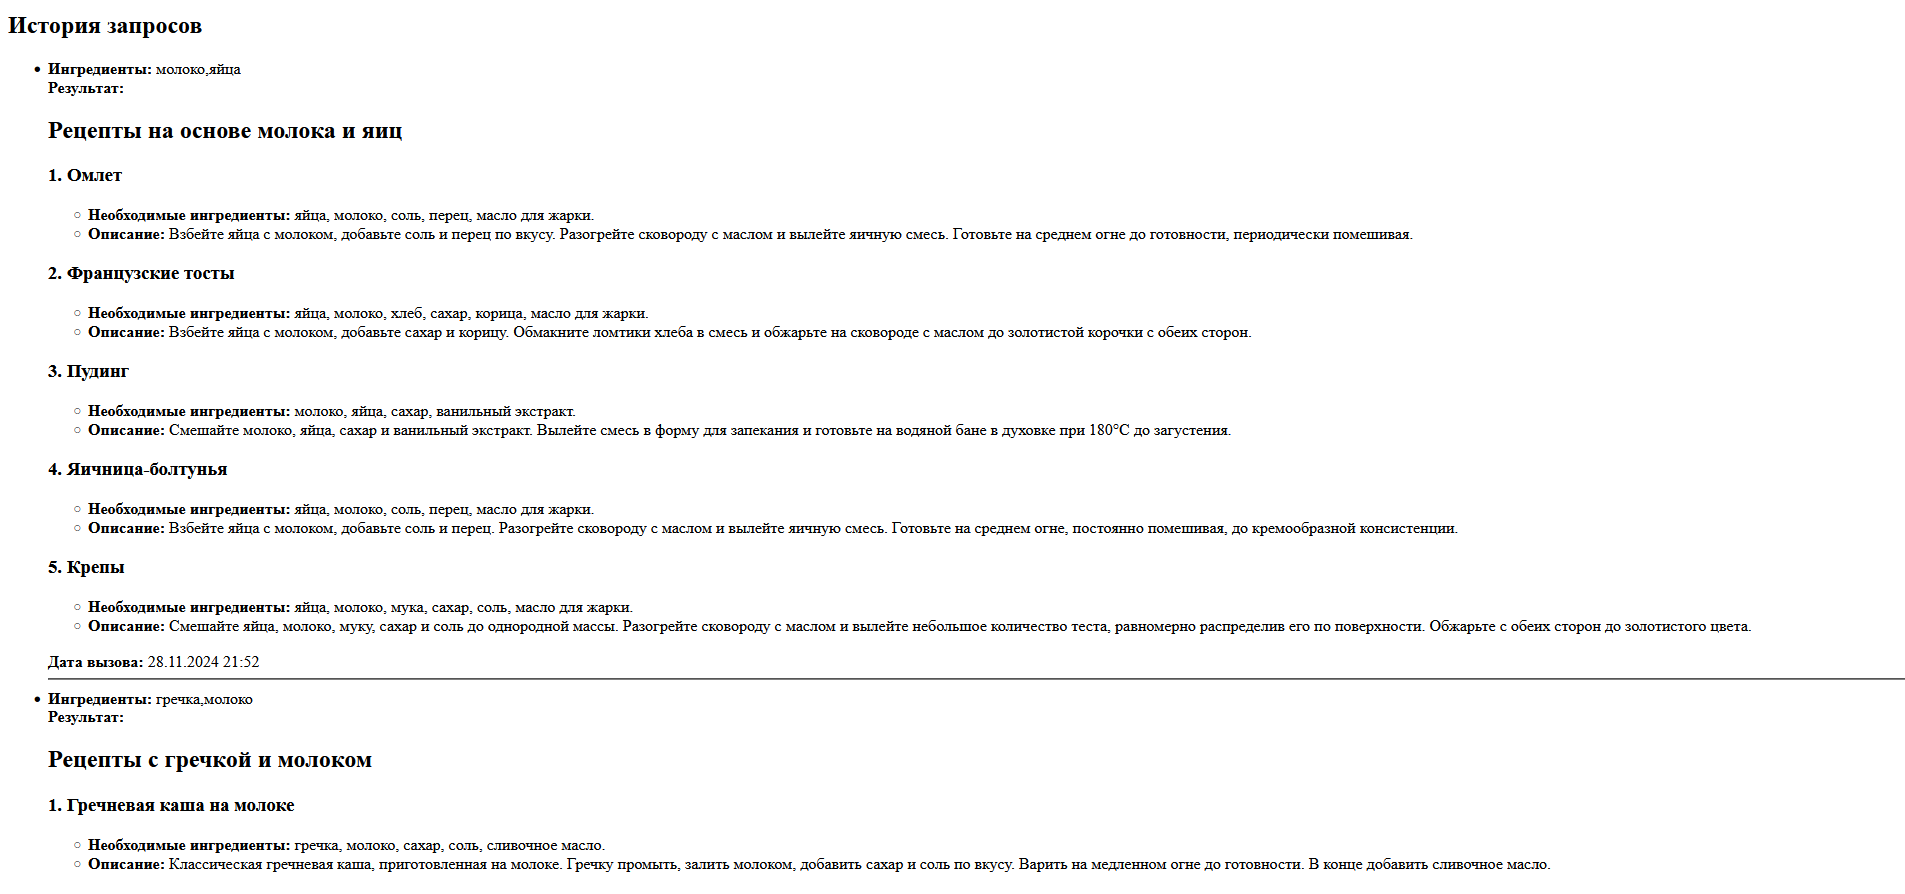 История запросов
Ингредиенты: молоко,яйца
Результат:
Рецепты на основе молока и яиц
1. Омлет
Необходимые ингредиенты: яйца, молоко, соль, перец, масло для жарки.
Описание: Взбейте яйца с молоком, добавьте соль и перец по вкусу. Разогрейте сковороду с маслом и вылейте яичную смесь. Готовьте на среднем огне до готовности, периодически помешивая.
2. Французские тосты
Необходимые ингредиенты: яйца, молоко, хлеб, сахар, корица, масло для жарки.
Описание: Взбейте яйца с молоком, добавьте сахар и корицу. Обмакните ломтики хлеба в смесь и обжарьте на сковороде с маслом до золотистой корочки с обеих сторон.
3. Пудинг
Необходимые ингредиенты: молоко, яйца, сахар, ванильный экстракт.
Описание: Смешайте молоко, яйца, сахар и ванильный экстракт. Вылейте смесь в форму для запекания и готовьте на водяной бане в духовке при 180°C до загустения.
4. Яичница-болтунья
Необходимые ингредиенты: яйца, молоко, соль, перец, масло для жарки.
Описание: Взбейте яйца с молоком, добавьте соль и перец. Разогрейте сковороду с маслом и вылейте яичную смесь. Готовьте на среднем огне, постоянно помешивая, до кремообразной консистенции.
5. Крепы
Необходимые ингредиенты: яйца, молоко, мука, сахар, соль, масло для жарки.
Описание: Смешайте яйца, молоко, муку, сахар и соль до однородной массы. Разогрейте сковороду с маслом и вылейте небольшое количество теста, равномерно распределив его по поверхности. Обжарьте с обеих сторон до золотистого цвета.
Дата вызова: 28.11.2024 21:52
Ингредиенты: гречка,молоко
Результат:
Рецепты с гречкой и молоком
1. Гречневая каша на молоке
Необходимые ингредиенты: гречка, молоко, сахар, соль, сливочное масло.
Описание: Классическая гречневая каша, приготовленная на молоке. Гречку промыть, залить молоком, добавить сахар и соль по вкусу. Варить на медленном огне до готовности. В конце добавить сливочное масло.